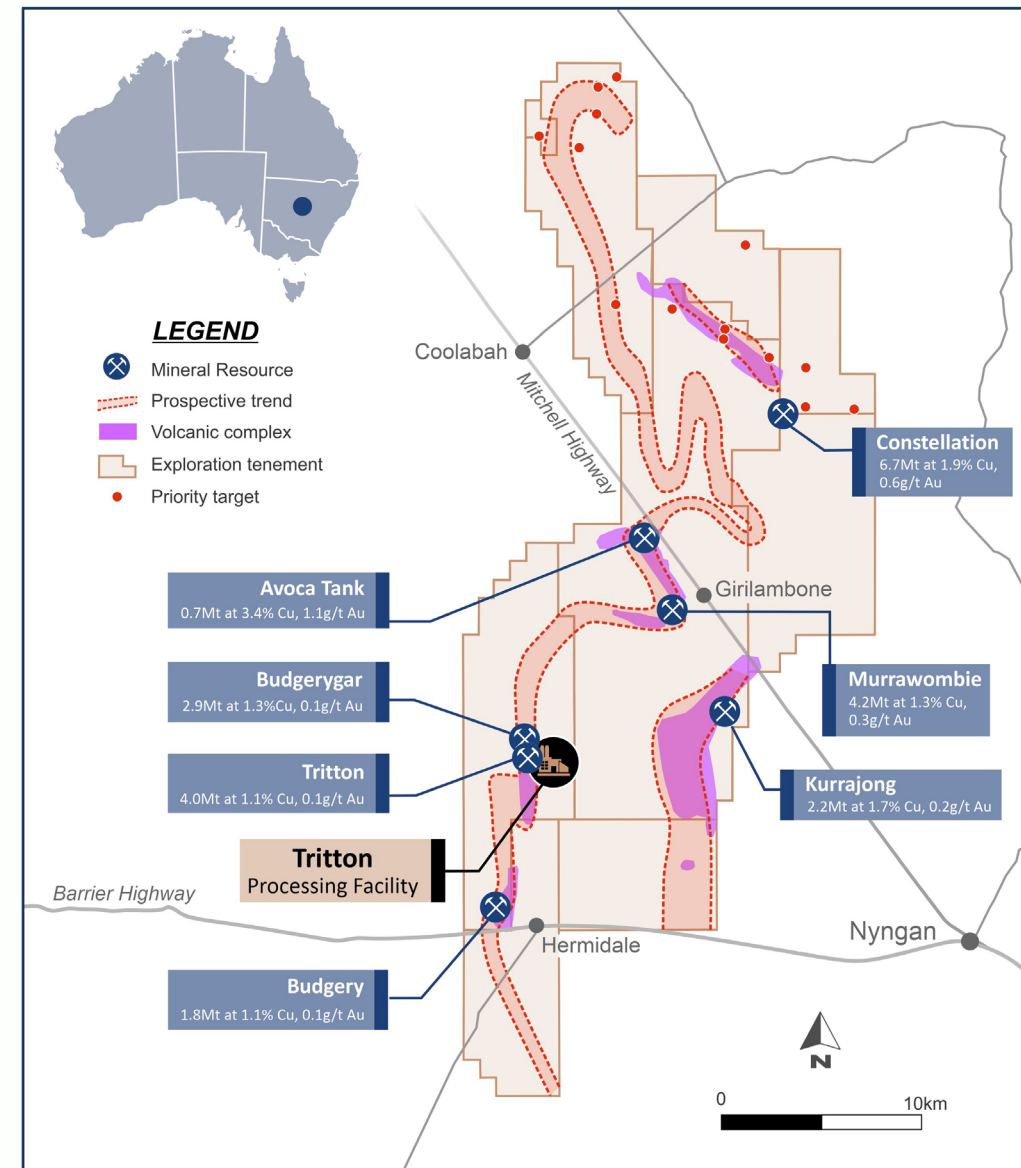 LEGEND
Mineral Resource
Prospective trend
Volcanic complex
Exploration tenement
Priority target
Coolabah
Mitchell Highway
Constellation
6.7Mt at 1.9% Cu,
0.6g/t Au
Avoca Tank
0.7Mt at 3.4% Cu, 1.1g/t Au
Girilambone
Budgerygar
2.9Mt at 1.3%Cu, 0.1g/t Au
Murrawombie
4.2Mt at 1.3% Cu,
0.3g/t Au
Tritton
4.0Mt at 1.1% Cu, 0.1g/t Au
Kurrajong
2.2Mt at 1.7% Cu, 0.2g/t Au
Tritton
Processing Facility
Barrier Highway
Hermidale
Nyngan
Budgery
1.8Mt at 1.1% Cu, 0.1g/t Au
N
0 10km